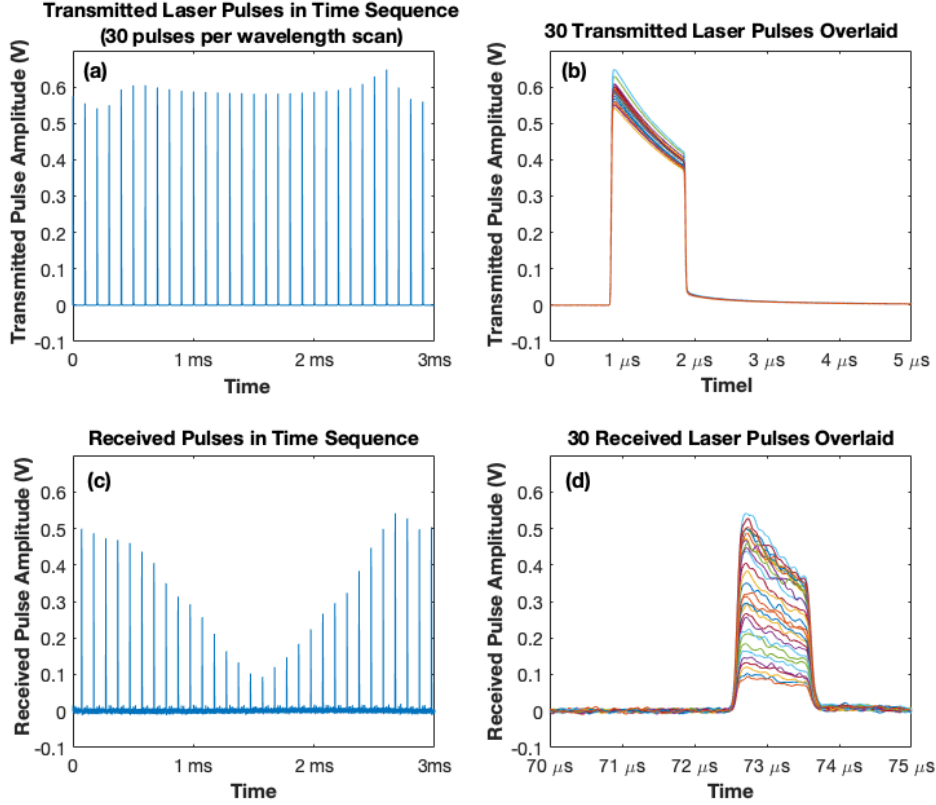 Transmitted Laser Pulses in Time Sequence
(30 pulses per wavelength scan)
(a)
Transmitted Pulse Amplitude (V)
0.6
0.5
0.4
0.3
0.2
0.1
0
-0.1
0
1 ms
2 ms
3ms
Time
30 Transmitted Laser Pulses Overlaid
(b)
Transmitted Pulse Amplitude (V)
0.6
0.5
0.4
0.3
0.2
0.1
0
-0.1
0
1 μs
2 μs
3 μs
4 μs
5 μs
Timel
Received Pulses in Time Sequence
(c)
Received Pulse Amplitude (V)
0.6
0.5
0.4
0.3
0.2
0.1
0
-0.1
0
1 ms
2 ms
3ms
Time
30 Received Laser Pulses Overlaid
(d)
Received Pulse Amplitude (V)
0.6
0.5
0.4
0.3
0.2
0.1
0
-0.1
70 μs
71 μs
72 μs
73 μs
74 μs
75 μs
Time